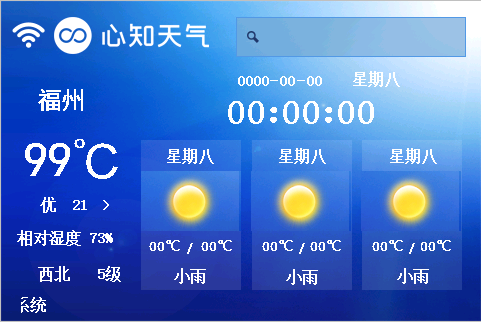 心知天气
0000-00-00 星期八
00:00:00
福州
99℃
优 21 >
相对湿度 73%
西北 5级
系统
星期八 星期八 星期八
00℃ / 00℃ 00℃ / 00℃ 00℃ / 00℃
小雨 小雨 小雨